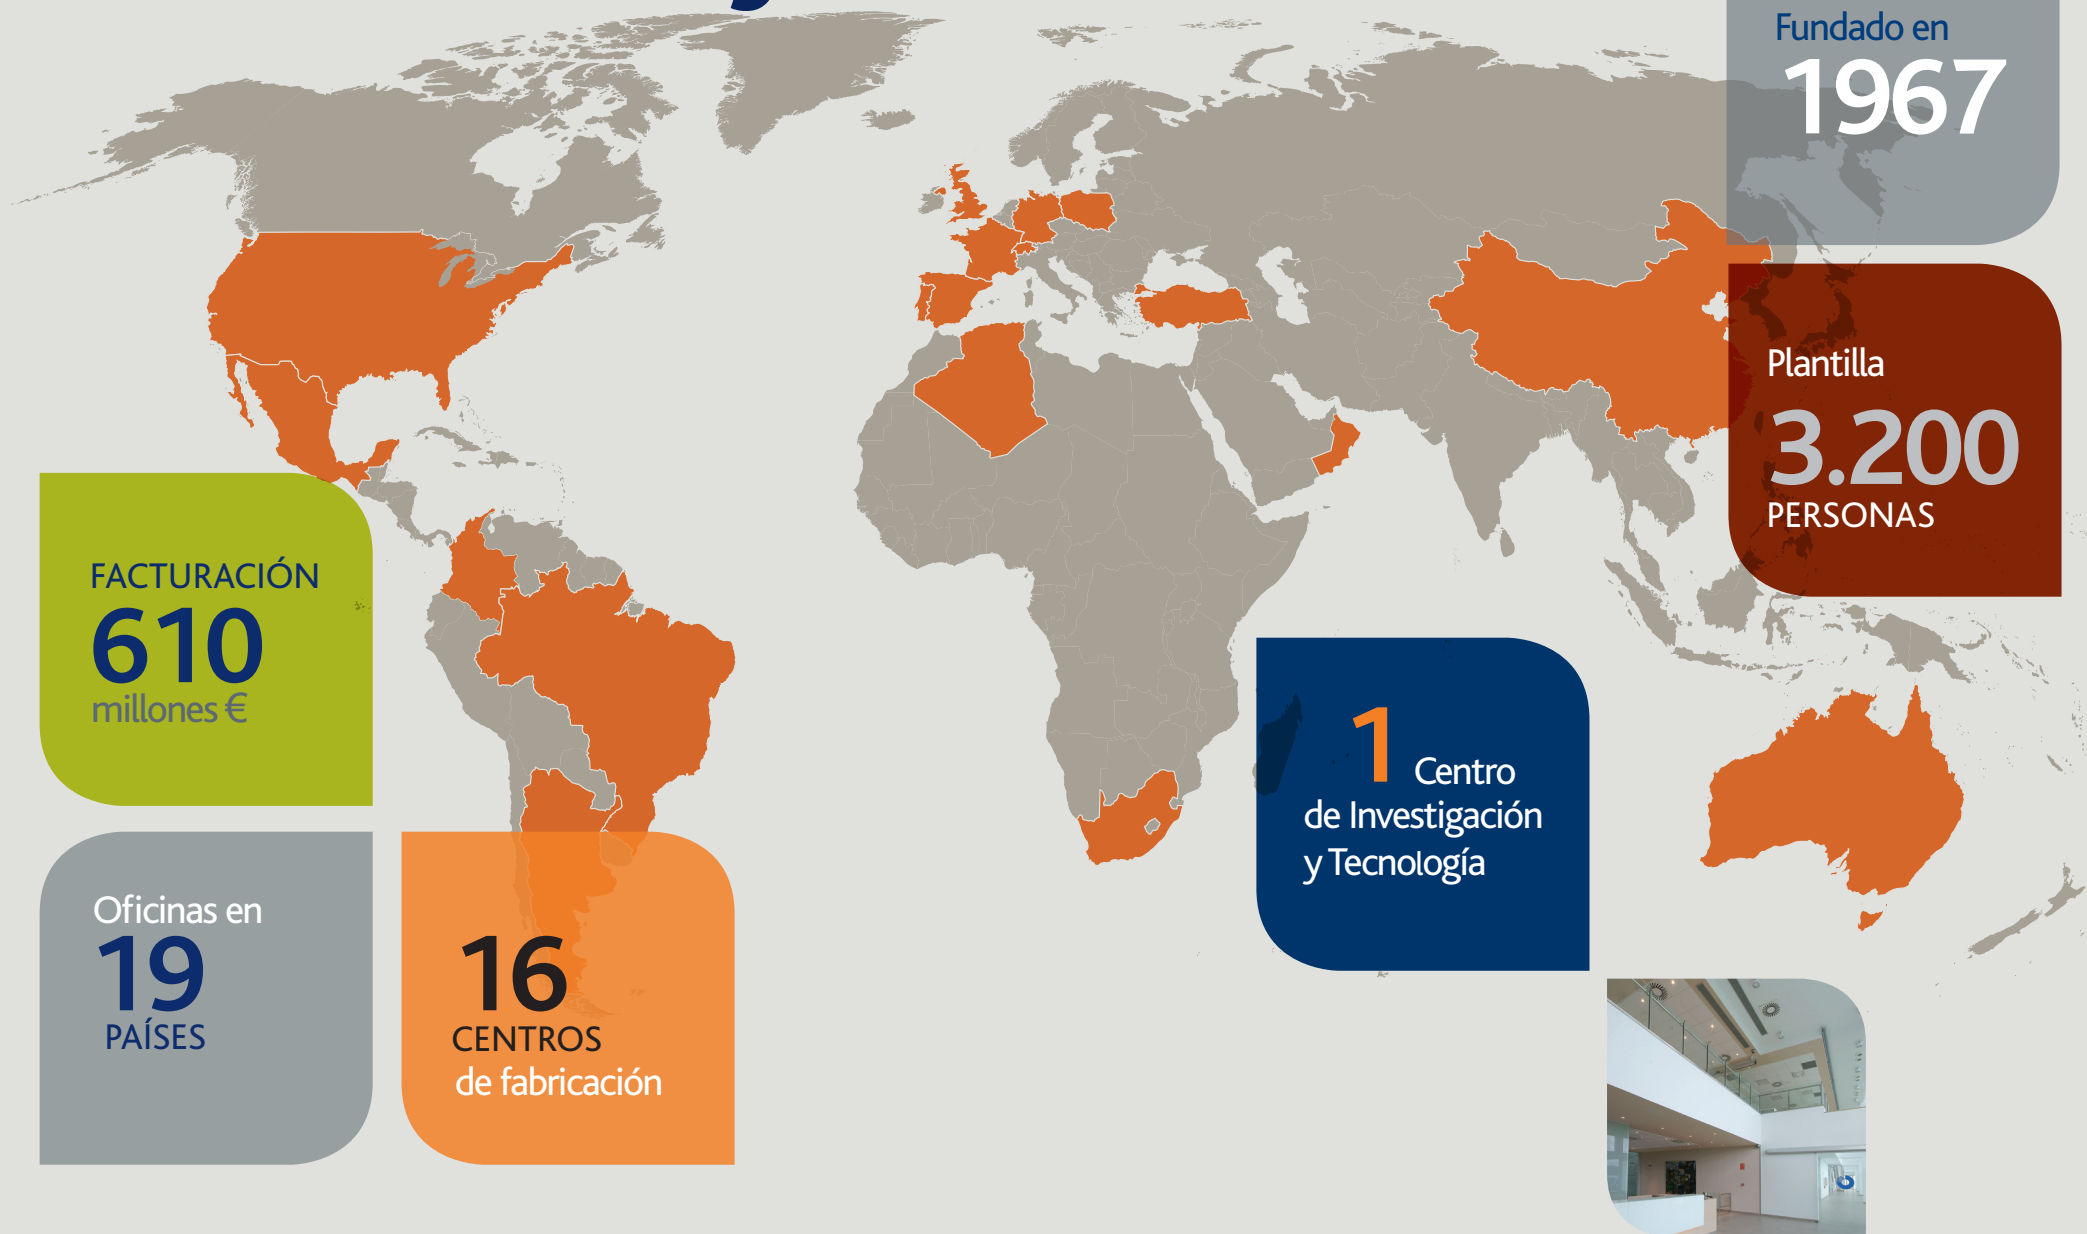 Fundado en
1967
Plantilla
3.200
PERSONAS
FACTURACIÓN
610
millones €
1 Centro
de Investigación
y Tecnología
Oficinas en
19
PAÍSES
16
CENTROS
de fabricación